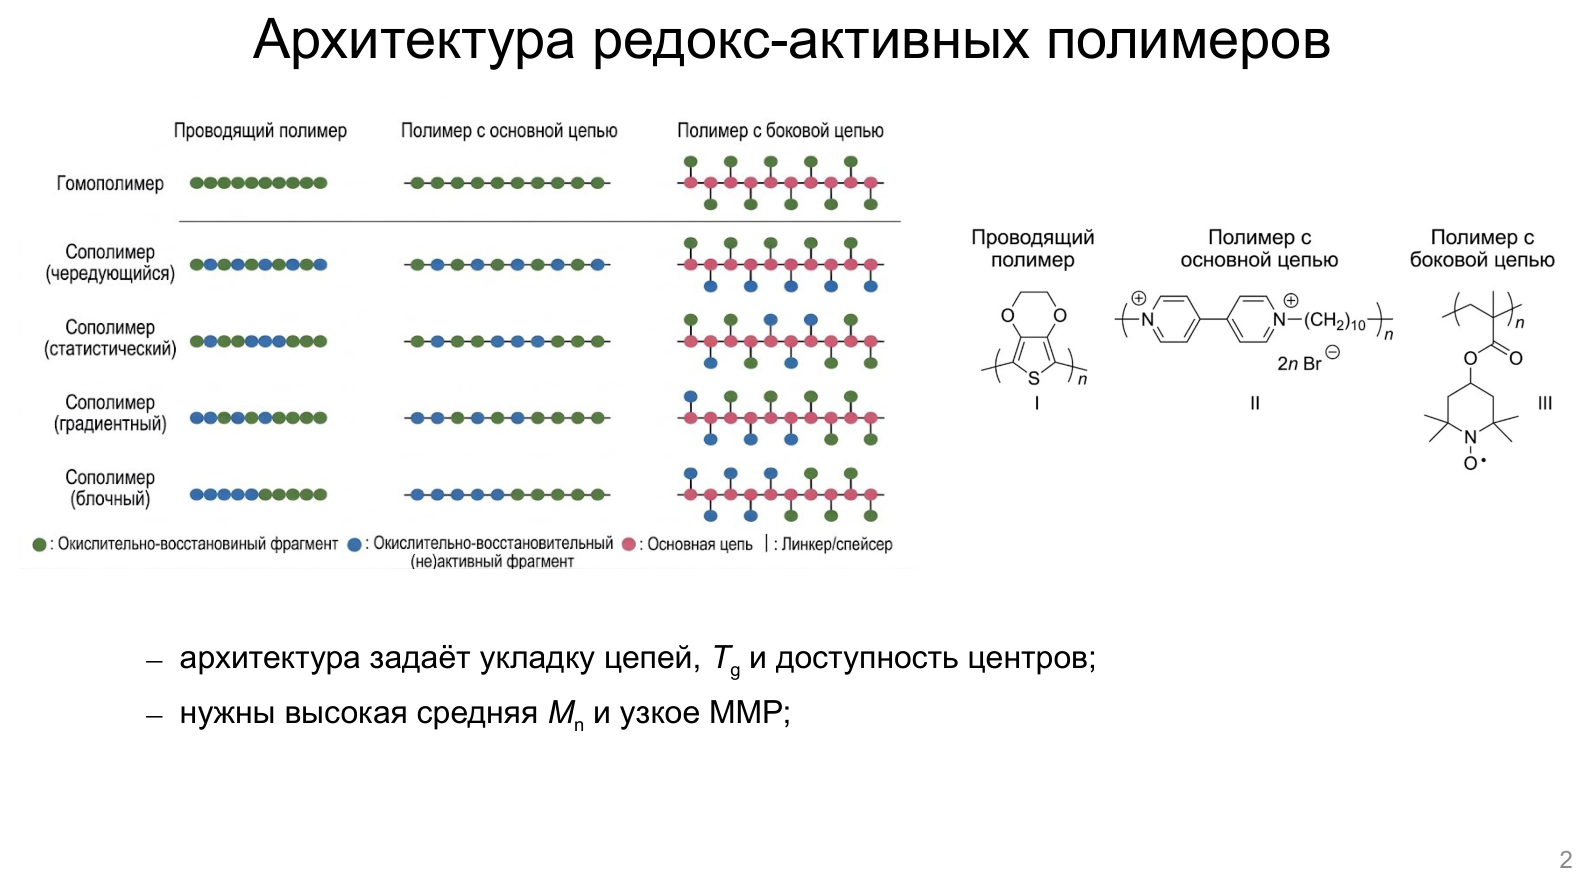 Архитектура редокс-активных полимеров
Проводящий полимер
Полимер с основной цепью
Полимер с боковой цепью
Гомополимер
Сополимер
(чередующийся)
Сополимер
(статистический)
Сополимер
(градиентный)
Сополимер
(блочный)
: Окислительно-восстановиный фрагмент
: Окислительно-восстановительный
(не)активный фрагмент
: Основная цепь
| : Линкер/спейсер
Проводящий
полимер
O O
S
n
I
Полимер с
основной цепью
N N (CH2)10 n
2n Br
II
Полимер с
боковой цепью
n
O O
N
O•
III
– архитектура задаёт укладку цепей, Tg и доступность центров;
– нужны высокая средняя Mn и узкое ММР;
2